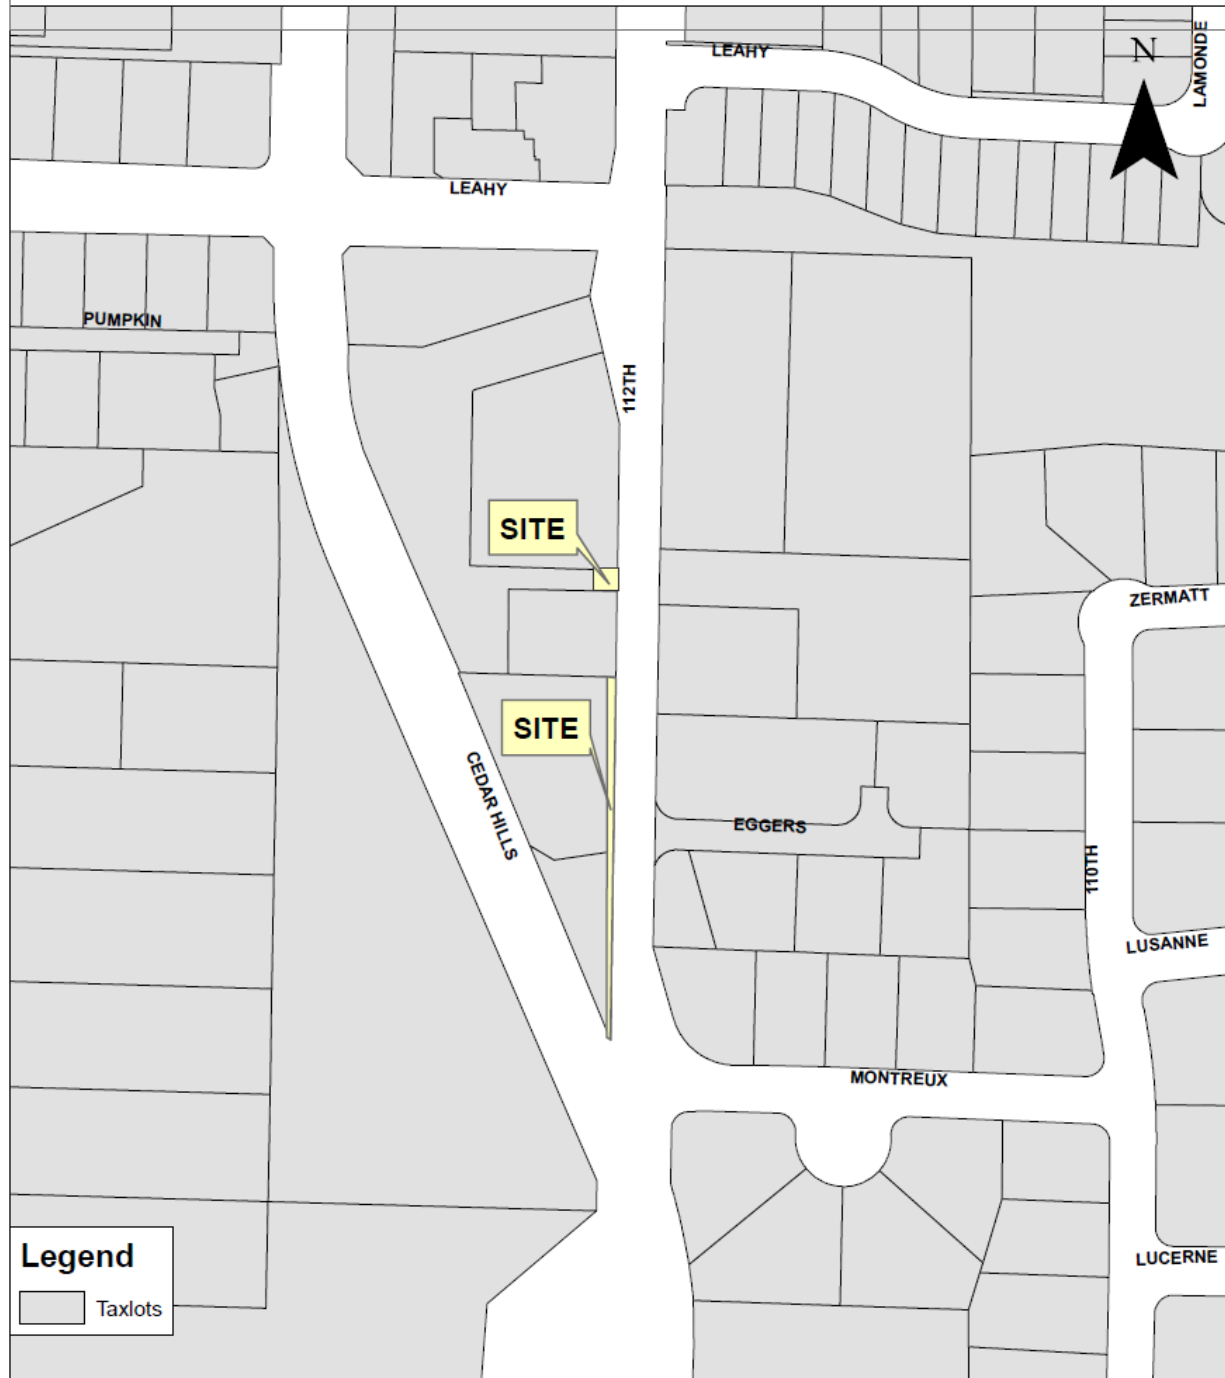 LEAHY
N
LAMONDE
LEAHY
PUMPKIN
112TH
SITE
ZERMATT
SITE
CEDAR HILLS
EGGERS
110TH
LUSANNE
MONTREUX
Legend
LUCERNE
Taxlots